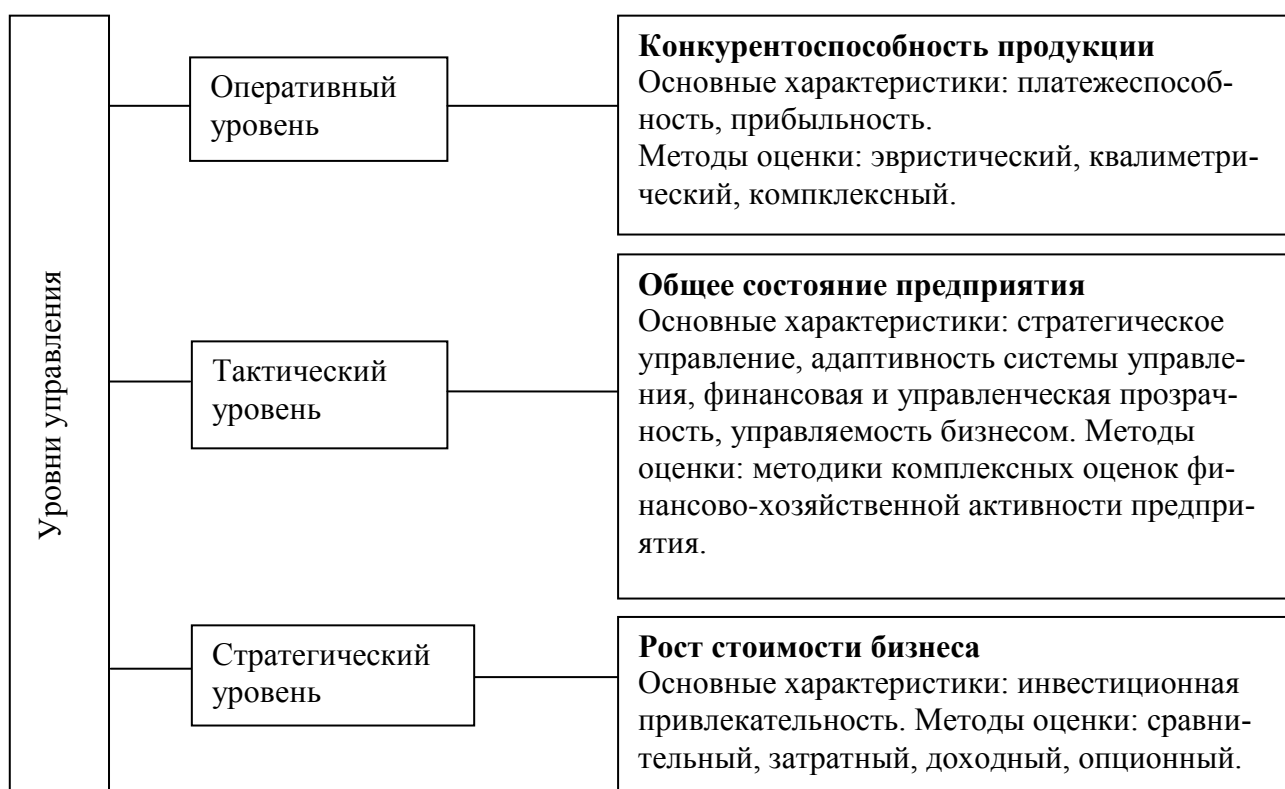 Уровни управления
Оперативный
уровень
Конкурентоспособность продукции
Основные характеристики: платежеспособ-
ность, прибыльность.
Методы оценки: эвристический, квалиметри-
ческий, компклексный.
Тактический
уровень
Общее состояние предприятия
Основные характеристики: стратегическое
управление, адаптивность системы управле-
ния, финансовая и управленческая прозрач-
ность, управляемость бизнесом. Методы
оценки: методики комплексных оценок фи-
нансово-хозяйственной активности предпри-
ятия.
Стратегический
уровень
Рост стоимости бизнеса
Основные характеристики: инвестиционная
привлекательность. Методы оценки: сравни-
тельный, затратный, доходный, опционный.